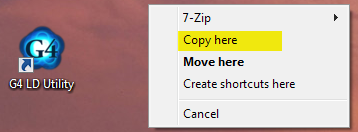 G4
G4 LD Utility
7-Zip
Copy here
Move here
Create shortcuts here
Cancel